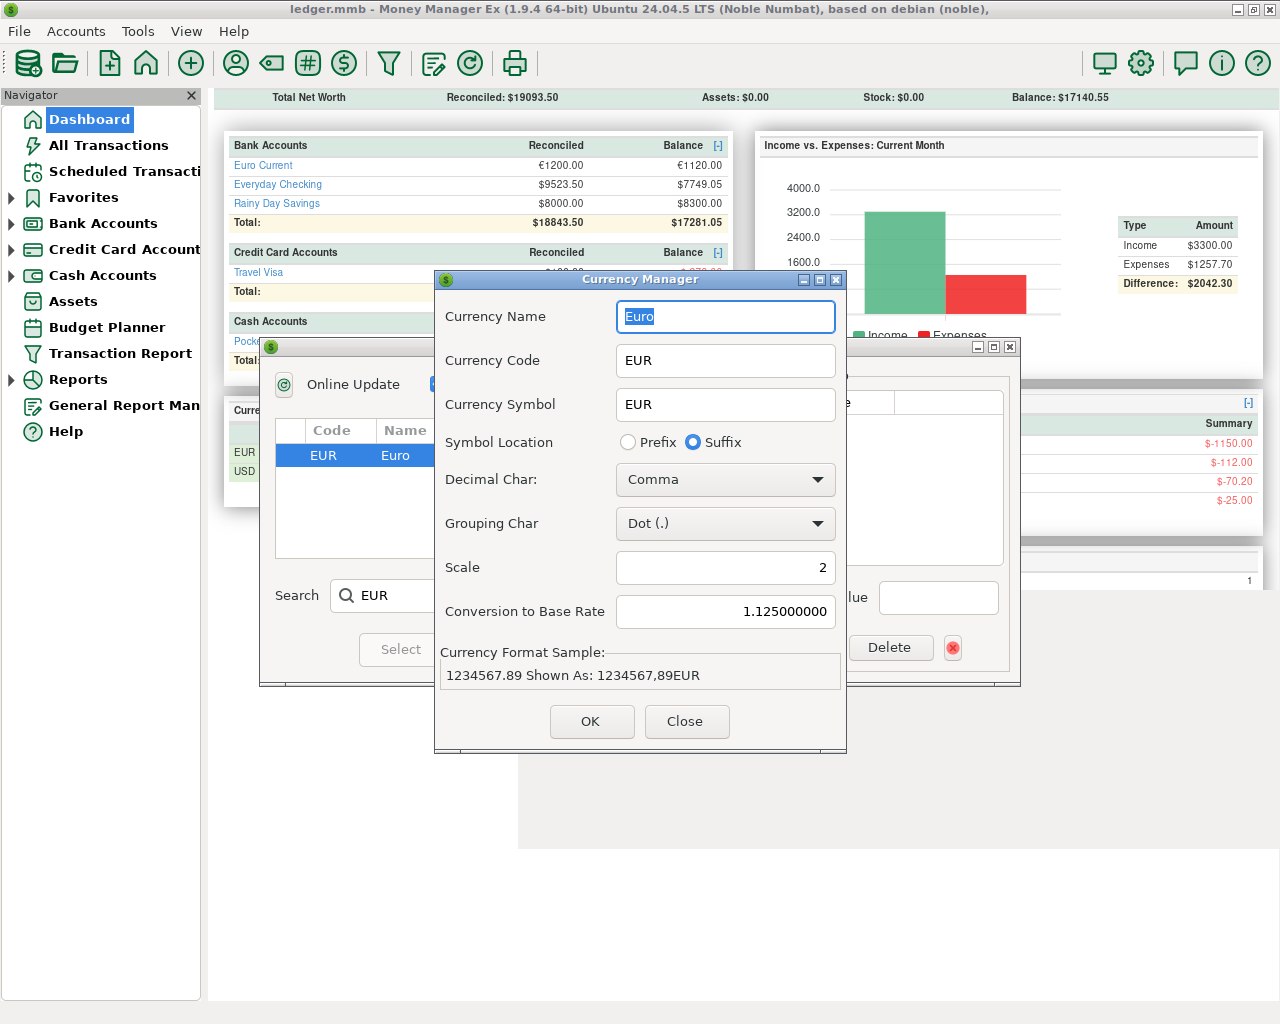 ledger.mmb - Money Manager Ex (1.9.4 64-bit) Ubuntu 24.04.5 LTS (Noble Numbat), based on debian (noble),
File Accounts Tools View Help
Navigator
Dashboard
All Transactions
Scheduled Transacti
Favorites
Bank Accounts
Credit Card Account
Cash Accounts
Assets
Budget Planner
Transaction Report
Reports
General Report Man
Help
Total Net Worth Reconciled: $19093.50 Assets: $0.00 Stock: $0.00 Balance: $17140.55
Bank Accounts Reconciled Balance [-]
Euro Current €1200.00 €1120.00
Everyday Checking $9523.50 $7749.05
Rainy Day Savings $8000.00 $8300.00
Total: $18843.50 $17281.05
Credit Card Accounts Reconciled Balance [-]
Travel Visa
Total:
Cash Accounts
Pocke
Total:
Curre
EUR
USD
Income vs. Expenses: Current Month
4000.0
3200.0
2400.0
1600.0
Income Expenses
Type Amount
Income $3300.00
Expenses $1257.70
Difference: $2042.30
[-]
Summary
$-1150.00
$-112.00
$-70.20
$-25.00
1
Online Update
Code Name
EUR Euro
Search EUR
Select
e
lue
Delete
Currency Manager
Currency Name Euro
Currency Code EUR
Currency Symbol EUR
Symbol Location Prefix Suffix
Decimal Char: Comma
Grouping Char Dot (.)
Scale 2
Conversion to Base Rate 1.125000000
Currency Format Sample:
1234567.89 Shown As: 1234567,89EUR
OK Close